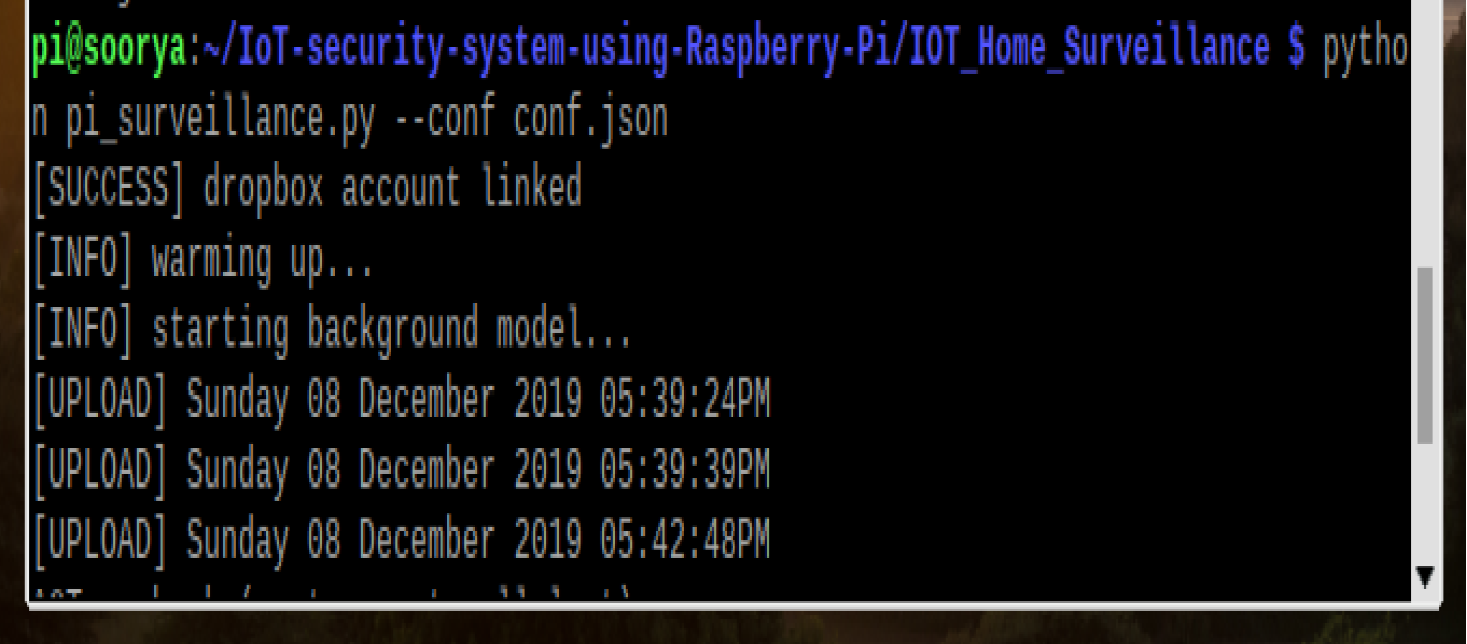 pi@soorya:~/IoT-security-system-using-Raspberry-Pi/IOT_Home_Surveillance $ pytho
n pi_surveillance.py --conf conf.json
[SUCCESS] dropbox account linked
[INFO] warming up...
[INFO] starting background model...
[UPLOAD] Sunday 08 December 2019 05:39:24PM
[UPLOAD] Sunday 08 December 2019 05:39:39PM
[UPLOAD] Sunday 08 December 2019 05:42:48PM